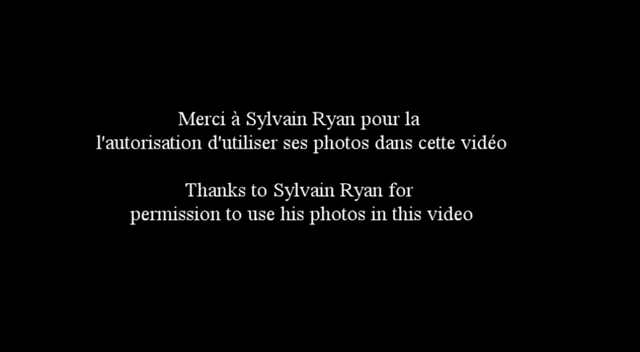 Merci à Sylvain Ryan pour la
l'autorisation d'utiliser ses photos dans cette vidéo
Thanks to Sylvain Ryan for
permission to use his photos in this video